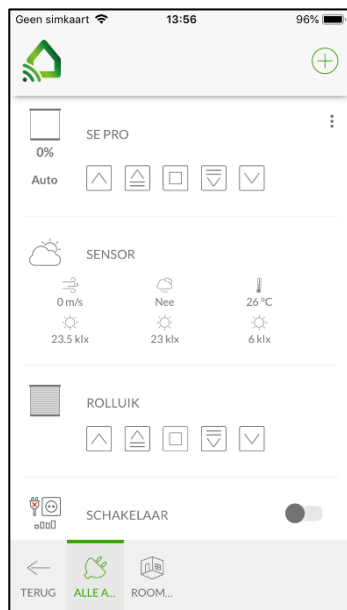 Geen simkaart 13:56 96%
SE PRO
0%
Auto
SENSOR
0 m/s Nee 26 °C
23.5 klx 23 klx 6 klx
ROLLUIK
SCHAKELAAR
TERUG ALLE A... ROOM...